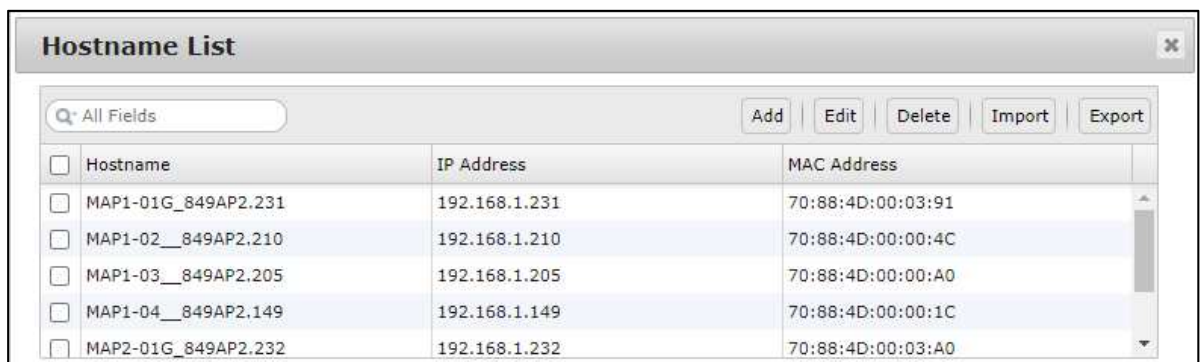 Hostname List
All Fields
Add Edit Delete Import Export
Hostname IP Address MAC Address
MAP1-01G_849AP2.231 192.168.1.231 70:88:4D:00:03:91
MAP1-02__849AP2.210 192.168.1.210 70:88:4D:00:00:4C
MAP1-03__849AP2.205 192.168.1.205 70:88:4D:00:00:A0
MAP1-04__849AP2.149 192.168.1.149 70:88:4D:00:00:1C
MAP2-01G_849AP2.232 192.168.1.232 70:88:4D:00:03:A0